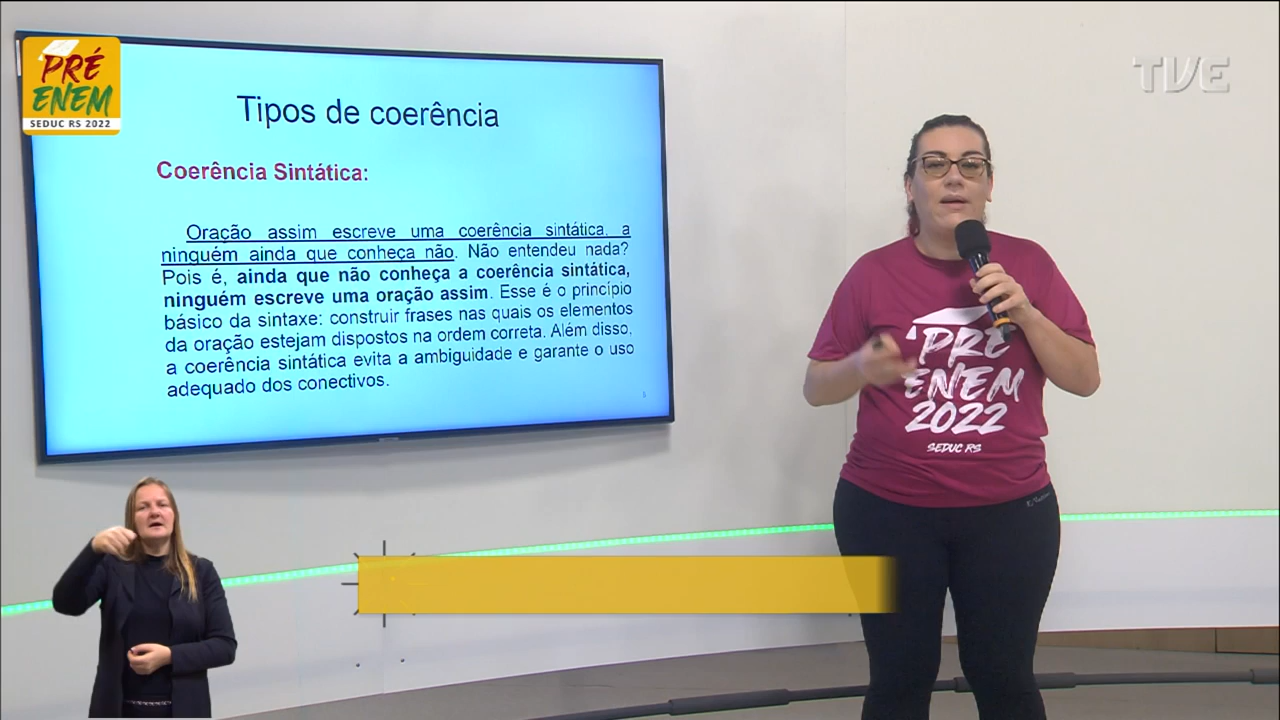 PRÉ
ENEM
SEDUC RS 2022
TVE
Tipos de coerência
Coerência Sintática:
Oração assim escreve uma coerência sintática, a
ninguém ainda que conheça não. Não entendeu nada?
Pois é, ainda que não conheça a coerência sintática,
ninguém escreve uma oração assim. Esse é o princípio
básico da sintaxe: construir frases nas quais os elementos
da oração estejam dispostos na ordem correta. Além disso,
a coerência sintática evita a ambiguidade e garante o uso
adequado dos conectivos.
PRÉ
ENEM
2022
SEDUC RS